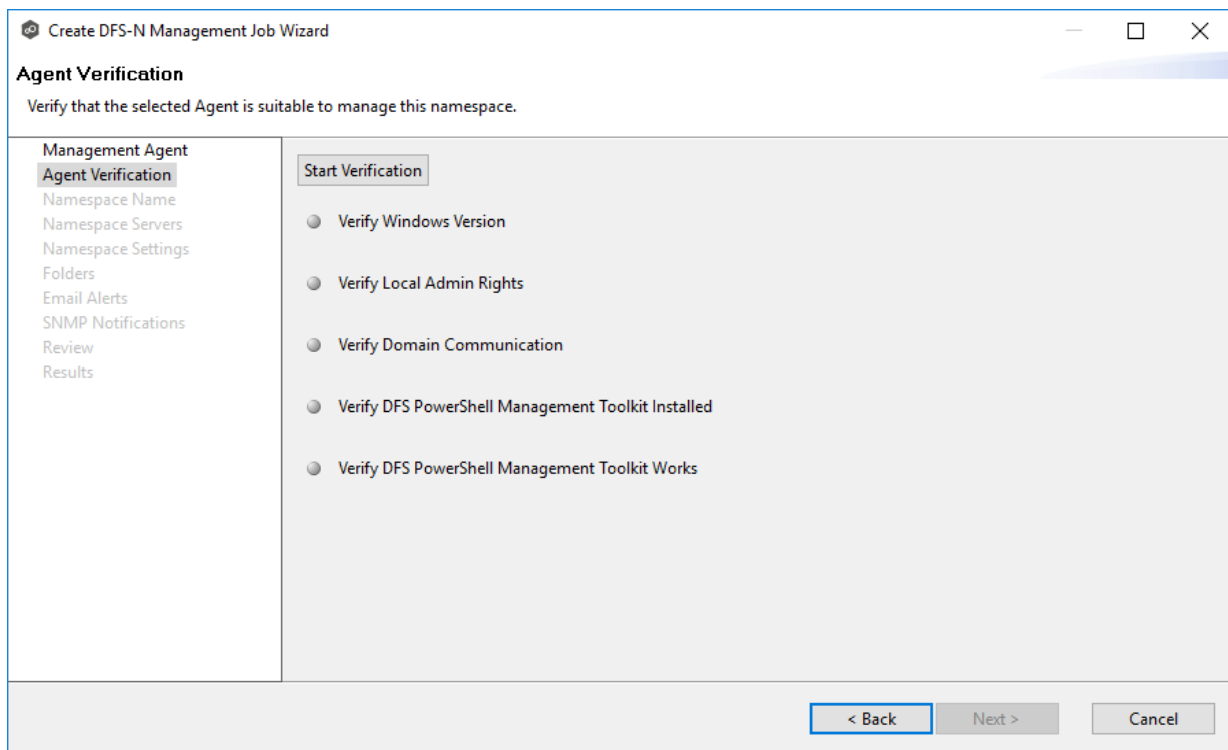 Create DFS-N Management Job Wizard
Agent Verification
Verify that the selected Agent is suitable to manage this namespace.
Management Agent
Agent Verification
Namespace Name
Namespace Servers
Namespace Settings
Folders
Email Alerts
SNMP Notifications
Review
Results
Start Verification
Verify Windows Version
Verify Local Admin Rights
Verify Domain Communication
Verify DFS PowerShell Management Toolkit Installed
Verify DFS PowerShell Management Toolkit Works
< Back
Next >
Cancel